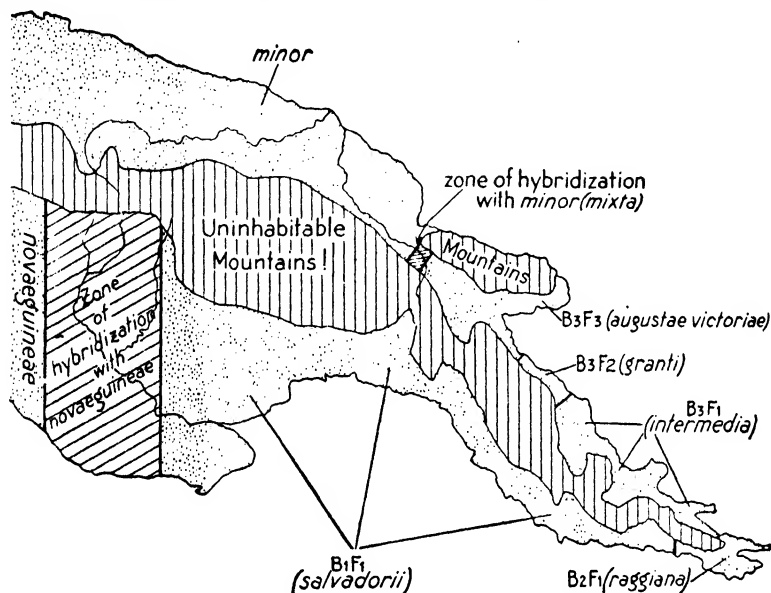 minor
zone of hybridization
with minor (mixta)
Uninhabitable
Mountains!
Mountains
novaeguineae
Zone
of
hybridization
with
novaeguineae
B3F3 (augustae victoriae)
B3F2 (granti)
B3F1
(intermedia)
B1F1
(salvadorii)
B2F1 (raggiana)